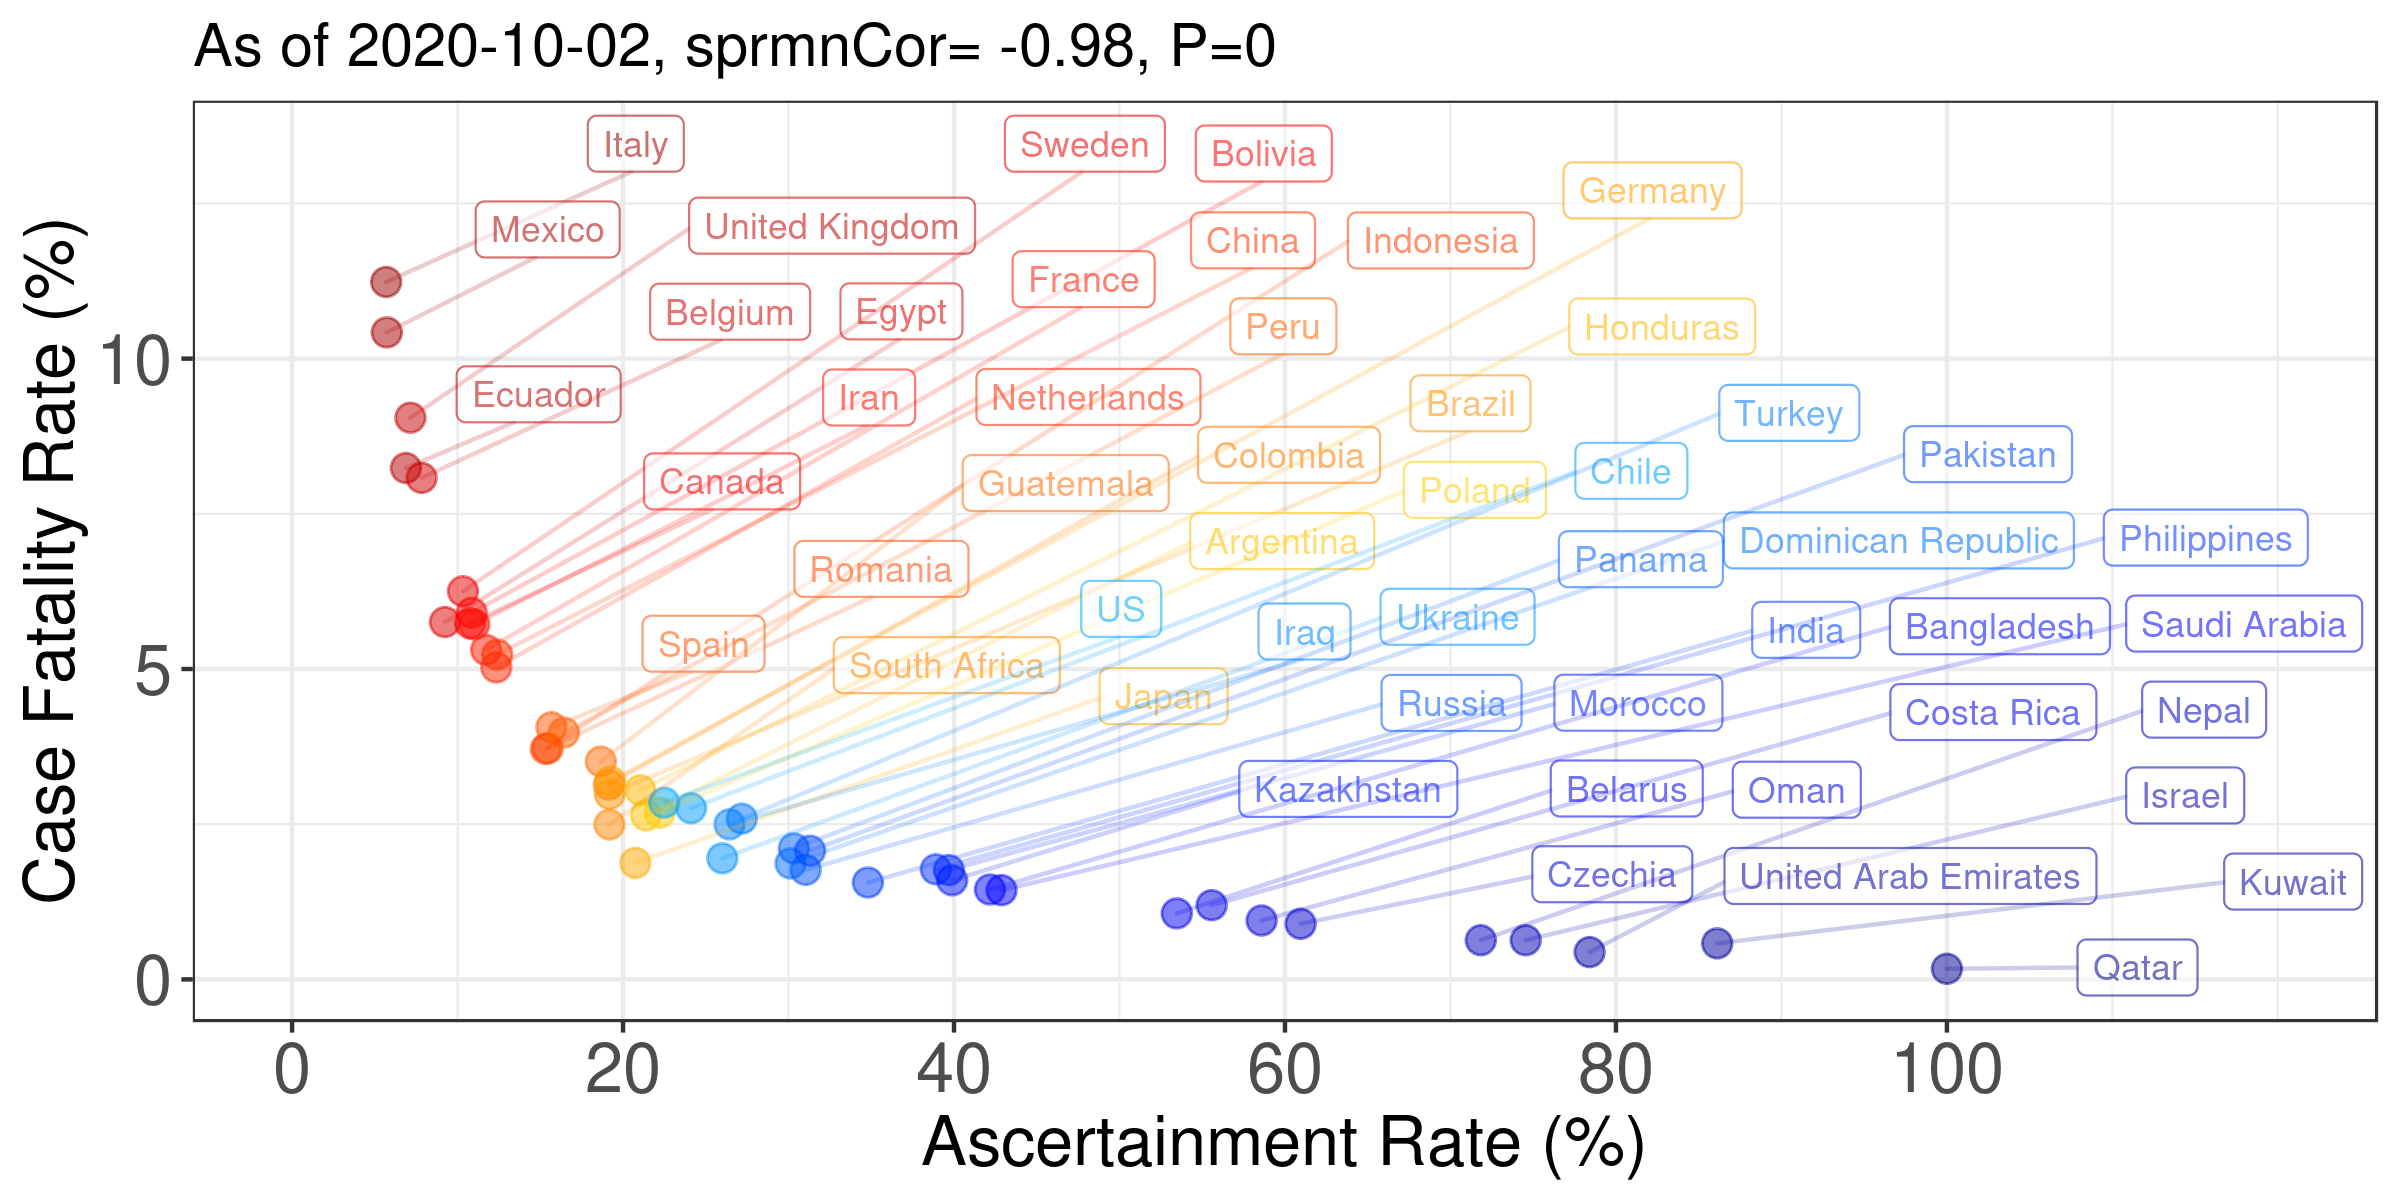 As of 2020-10-02, sprmnCor= -0.98, P=0
Case Fatality Rate (%)
10
5
0
Italy
Sweden
Bolivia
Germany
Mexico
United Kingdom
China
Indonesia
France
Belgium
Egypt
Peru
Honduras
Ecuador
Iran
Netherlands
Brazil
Turkey
Canada
Guatemala
Colombia
Poland
Chile
Pakistan
Romania
Argentina
Panama
Dominican Republic
Philippines
Spain
South Africa
US
Iraq
Ukraine
India
Bangladesh
Saudi Arabia
Japan
Russia
Morocco
Costa Rica
Nepal
Kazakhstan
Belarus
Oman
Israel
Czechia
United Arab Emirates
Kuwait
Qatar
0
20
40
60
80
100
Ascertainment Rate (%)